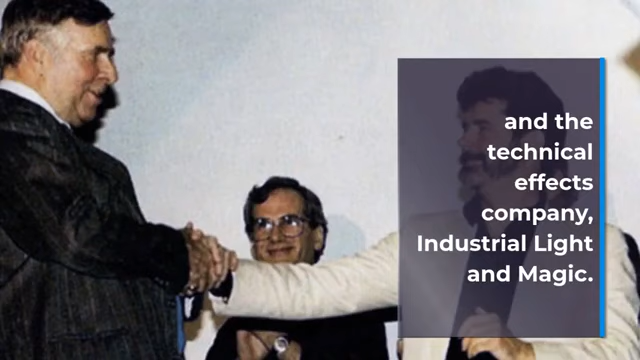 and the
technical
effects
company,
Industrial Light
and Magic.